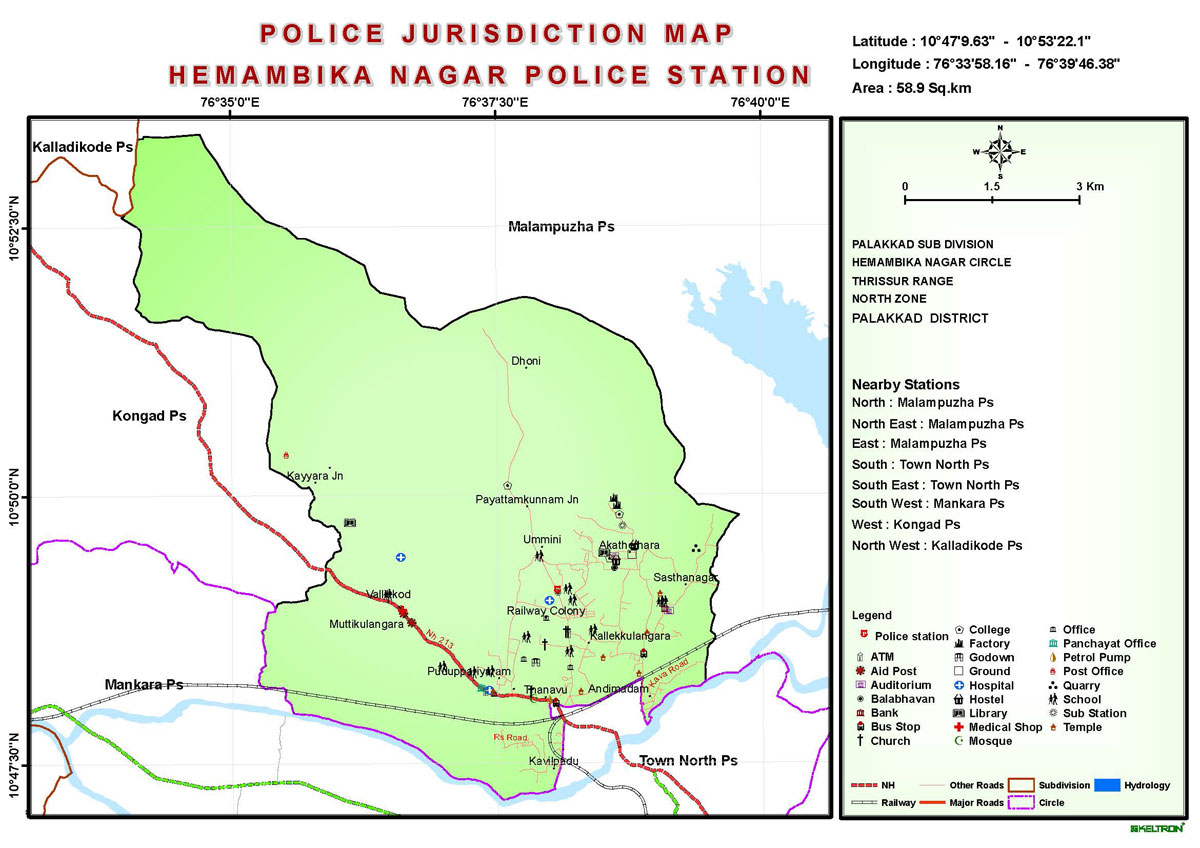 POLICE JURISDICTION MAP
HEMAMBIKA NAGAR POLICE STATION
Latitude : 10°47'9.63" - 10°53'22.1"
Longitude : 76°33'58.16" - 76°39'46.38"
Area : 58.9 Sq.km
76°35'0"E
76°37'30"E
76°40'0"E
10°52'30"N
10°50'0"N
10°47'30"N
Kalladikode Ps
Malampuzha Ps
Dhoni
Kongad Ps
Kayyara Jn
Payattamkunnam Jn
Ummini
Sasthanagar
Railway Colony
Muttikulangara
Kallekkulangara
Nh 213
Lava Road
Mankara Ps
Thanavu
Andimadam
Rs Road
Kavilpadu
Town North Ps
N
W
E
S
0
1.5
3 Km
PALAKKAD SUB DIVISION
HEMAMBIKA NAGAR CIRCLE
THRISSUR RANGE
NORTH ZONE
PALAKKAD DISTRICT
Nearby Stations
North : Malampuzha Ps
North East : Malampuzha Ps
East : Malampuzha Ps
South : Town North Ps
South East : Town North Ps
South West : Mankara Ps
West : Kongad Ps
North West : Kalladikode Ps
Legend
Police station
ATM
Aid Post
Auditorium
Balabhavan
Bank
Bus Stop
Church
College
Factory
Godown
Ground
Hospital
Hostel
Library
Medical Shop
Mosque
Office
Panchayat Office
Petrol Pump
Post Office
Quarry
School
Sub Station
Temple
NH
Other Roads
Subdivision
Hydrology
Railway
Major Roads
Circle
KELTRON